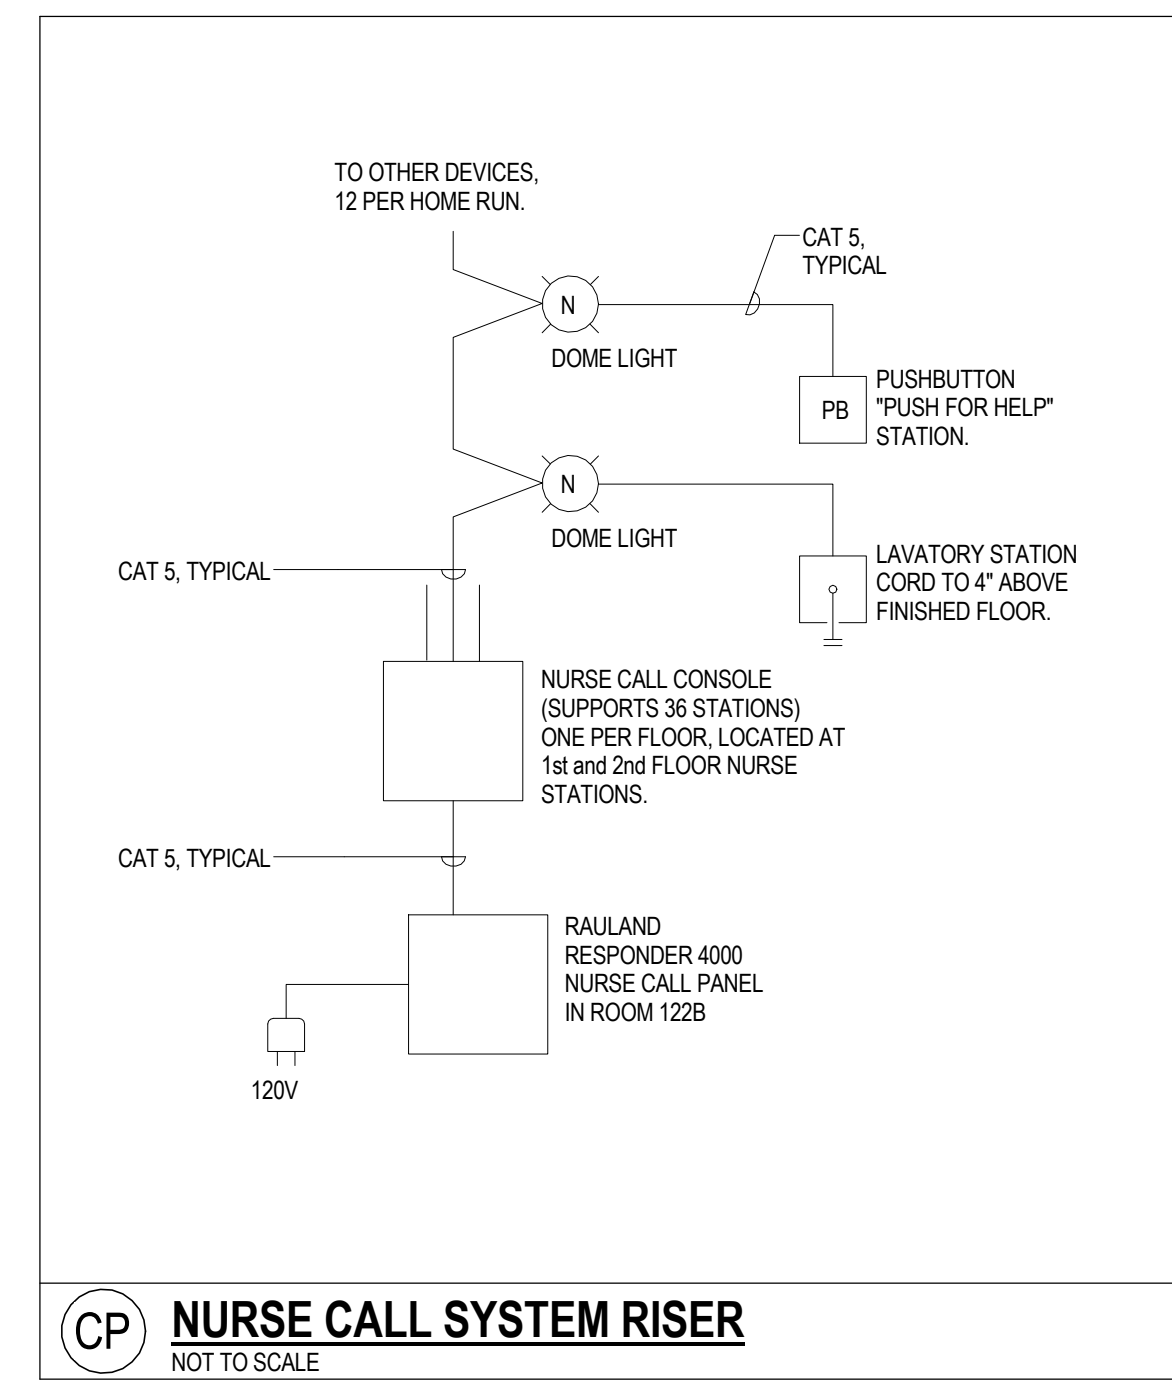 TO OTHER DEVICES,
12 PER HOME RUN.
CAT 5,
TYPICAL
N
DOME LIGHT
PB
PUSHBUTTON
"PUSH FOR HELP"
STATION.
N
DOME LIGHT
CAT 5, TYPICAL
LAVATORY STATION
CORD TO 4" ABOVE
FINISHED FLOOR.
NURSE CALL CONSOLE
(SUPPORTS 36 STATIONS)
ONE PER FLOOR, LOCATED AT
1st and 2nd FLOOR NURSE
STATIONS.
CAT 5, TYPICAL
RAULAND
RESPONDER 4000
NURSE CALL PANEL
IN ROOM 122B
120V
CP
NURSE CALL SYSTEM RISER
NOT TO SCALE